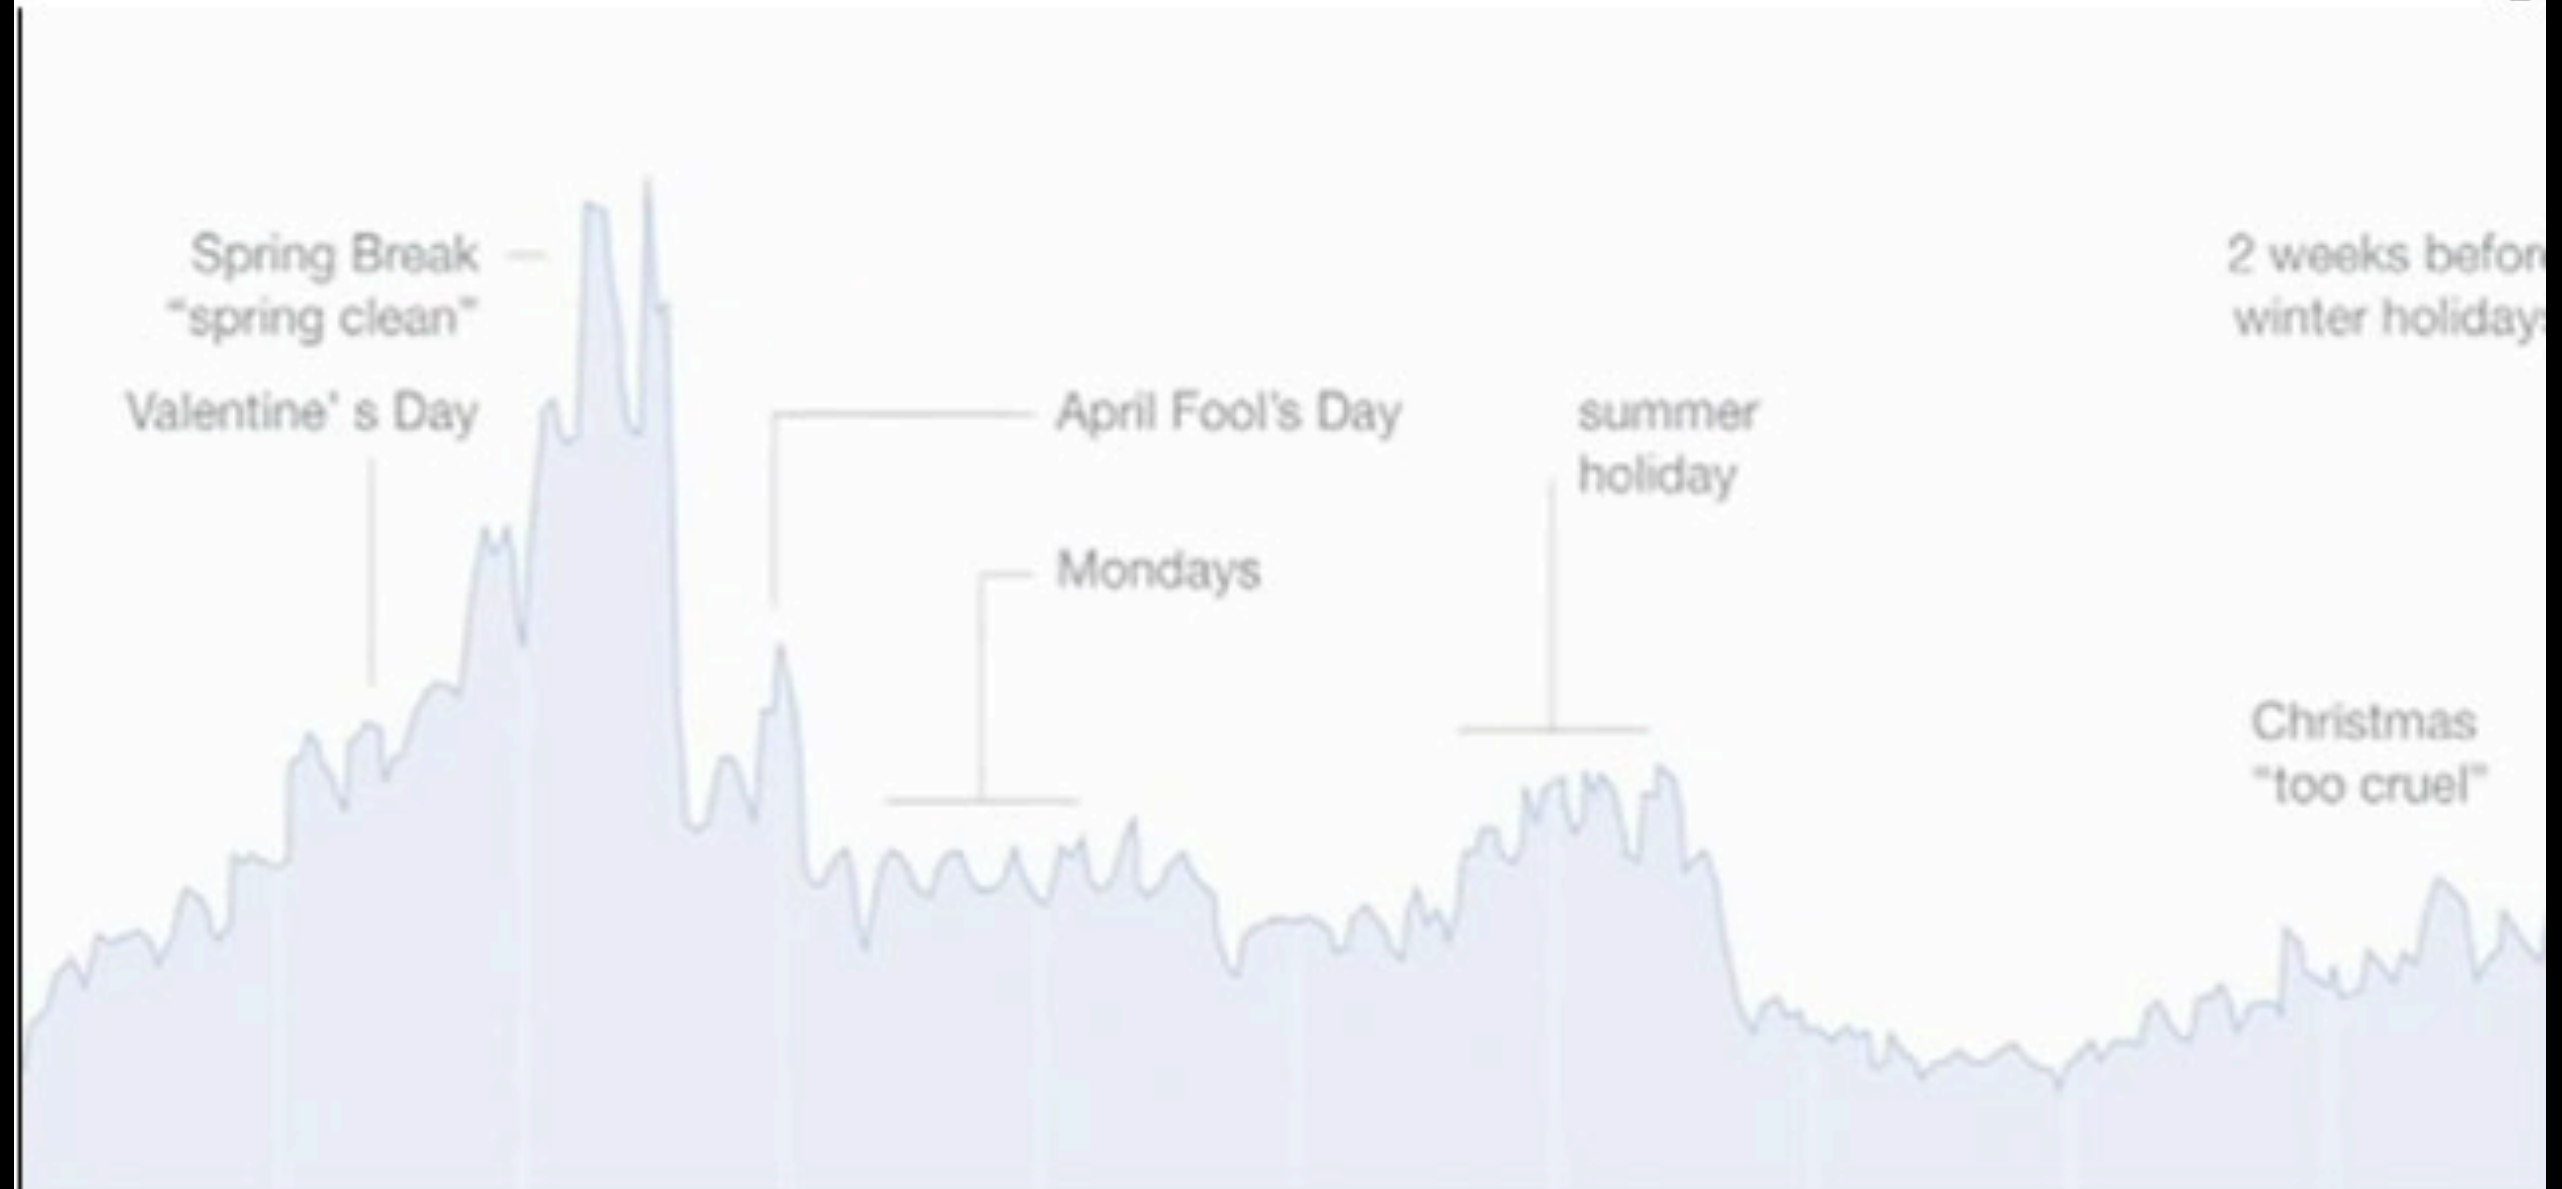 Spring Break
“spring clean”
Valentine’ s Day
April Fool’s Day
Mondays
summer
holiday
2 weeks
winter
Christmas
“too cruel”